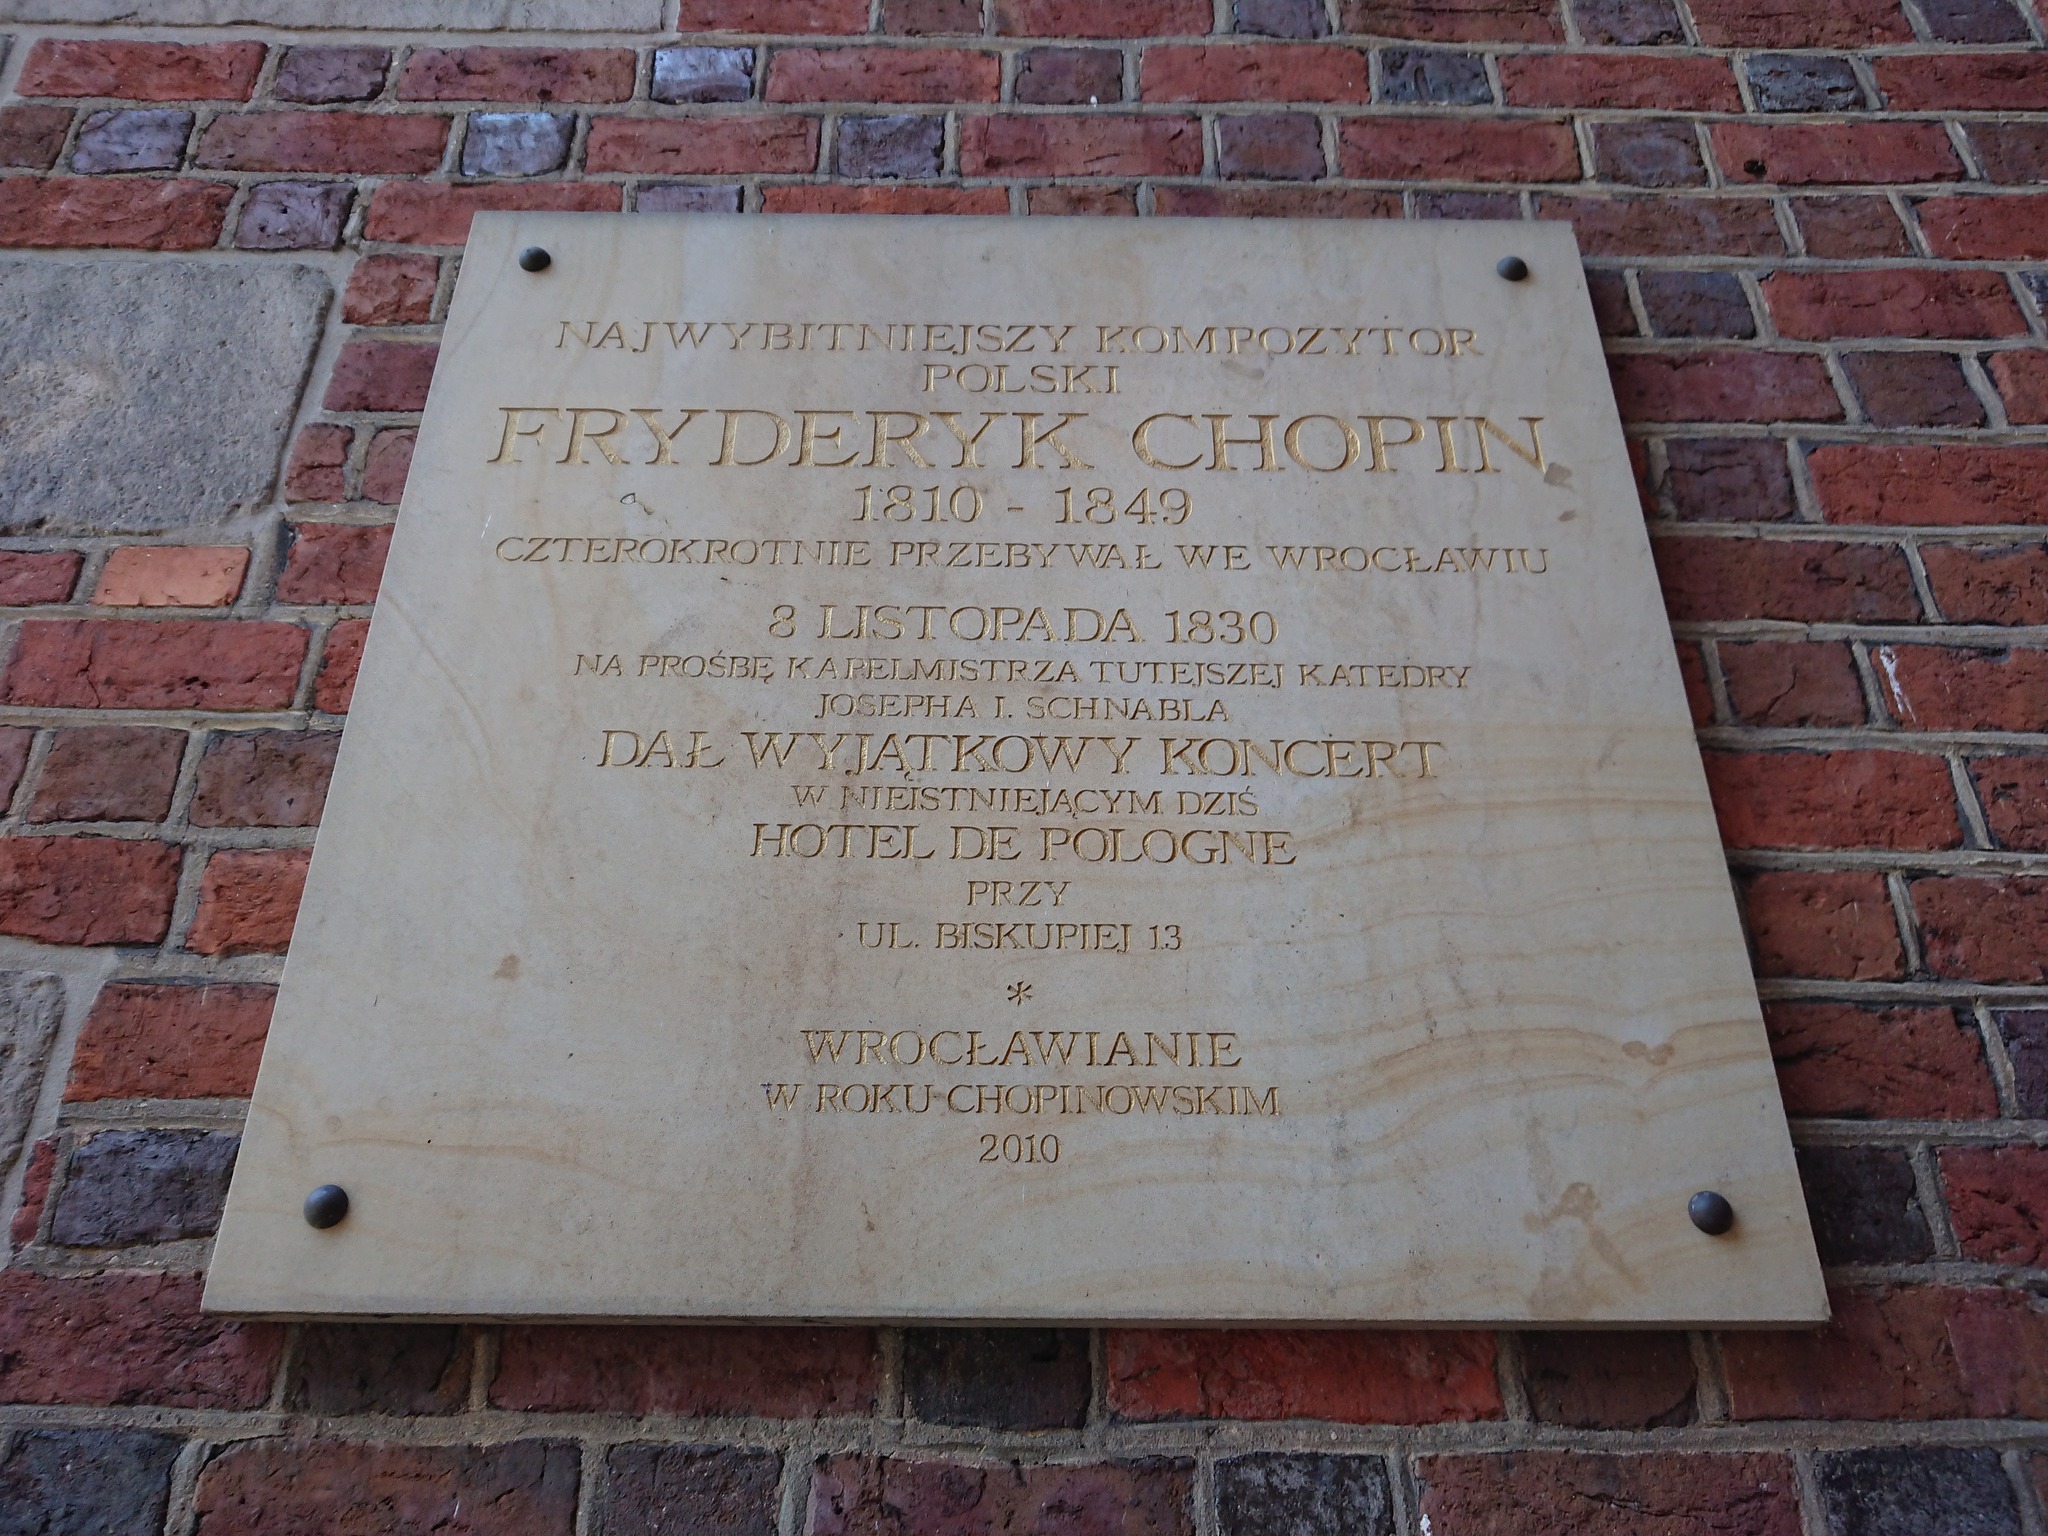 NAJWYBITNIEJSZY KOMPOZYTOR
POLSKI
FRYDERYK CHOPIN
1810 - 1849
CZTEROKROTNIE PRZEBYWAŁ WE WROCŁAWIU
8 LISTOPADA 1830
NA PROŚBĘ KAPELMISTRZA TUTEJSZEJ KATEDRY
JOSEPHA I. SCHNABLA
DAŁ WYJĄTKOWY KONCERT
W NIEISTNIEJĄCYM DZIŚ
HOTEL DE POLOGNE
PRZY
UL. BISKUPIEJ 13
*
WROCŁAWIANIE
W ROKU CHOPINOWSKIM
2010